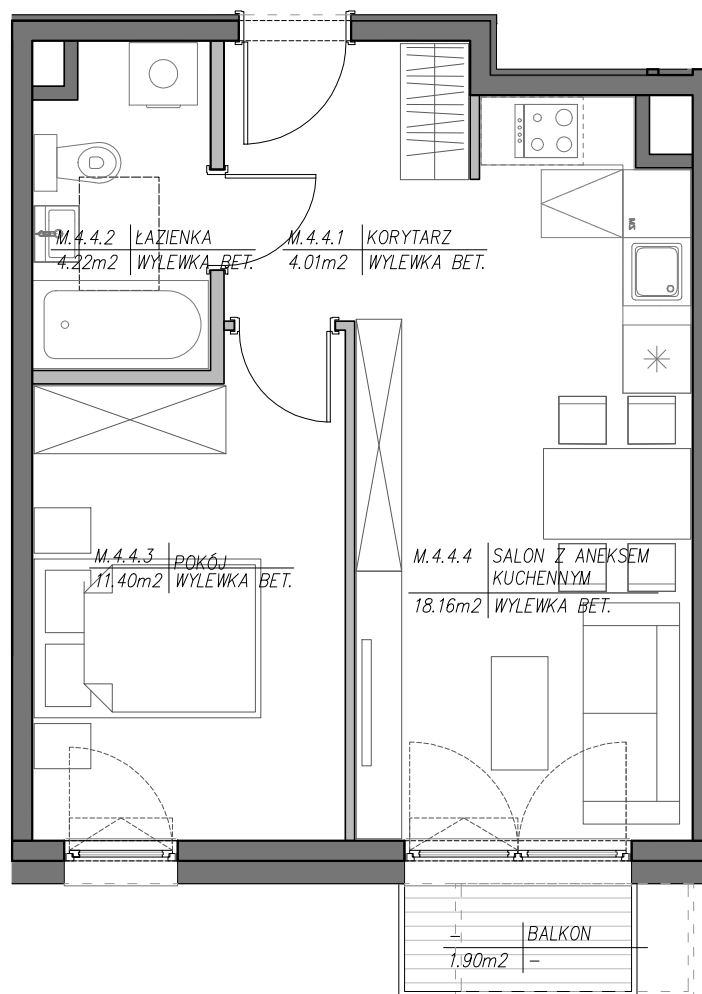 M.4.4.2 ŁAZIENKA
4.22m2 WYLEWKA BET.
M.4.4.1 KORYTARZ
4.01m2 WYLEWKA BET.
MS
M.4.4.3 POKÓJ
11.40m2 WYLEWKA BET.
M.4.4.4 SALON Z ANEKSEM
KUCHENNYM
18.16m2 WYLEWKA BET.
- BALKON
1.90m2 -